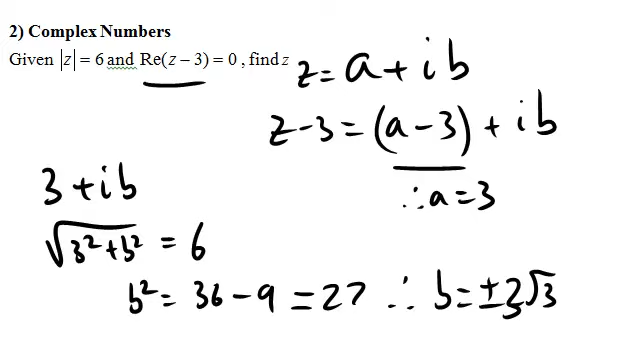 2) Complex Numbers
Given |z| = 6 and Re(z – 3) = 0 , find z
z = a + ib
z - 3 = (a - 3) + ib
∴ a = 3
3 + ib
√(3² + b²) = 6
b² = 36 - 9 = 27 ∴ b = ±3√3